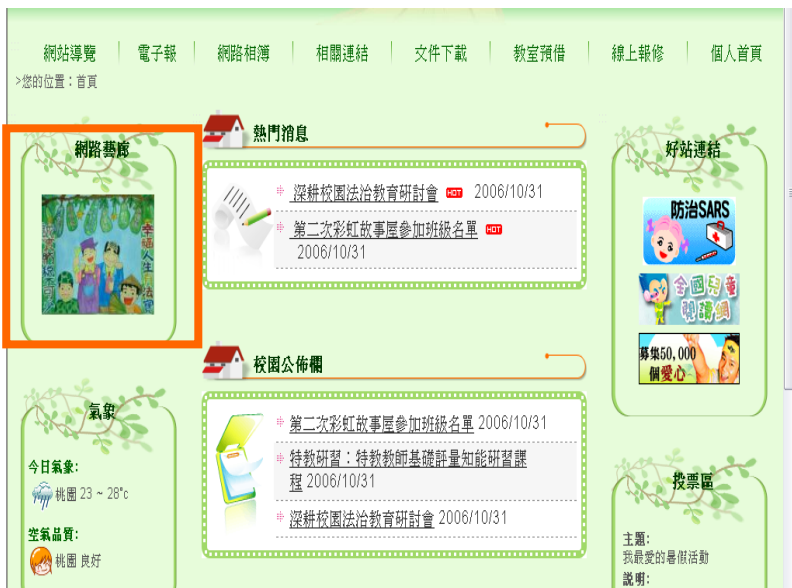 網站導覽 電子報 網路相簿 相關連結 文件下載 教室預借 線上報修 個人首頁
>您的位置：首頁
網路藝廊
幸福人生
氣象
今日氣象:
桃園 23 ~ 28°c
空氣品質:
桃園 良好
熱門消息
深耕校園法治教育研討會 HOT 2006/10/31
第二次彩虹故事屋參加班級名單 HOT
2006/10/31
校園公佈欄
第二次彩虹故事屋參加班級名單 2006/10/31
特教研習：特教教師基礎評量知能研習課
程 2006/10/31
深耕校園法治教育研討會 2006/10/31
好站連結
防治SARS
全國兒童
閱讀網
募集50,000
個愛心
投票區
主題:
我最愛的暑假活動
說明: